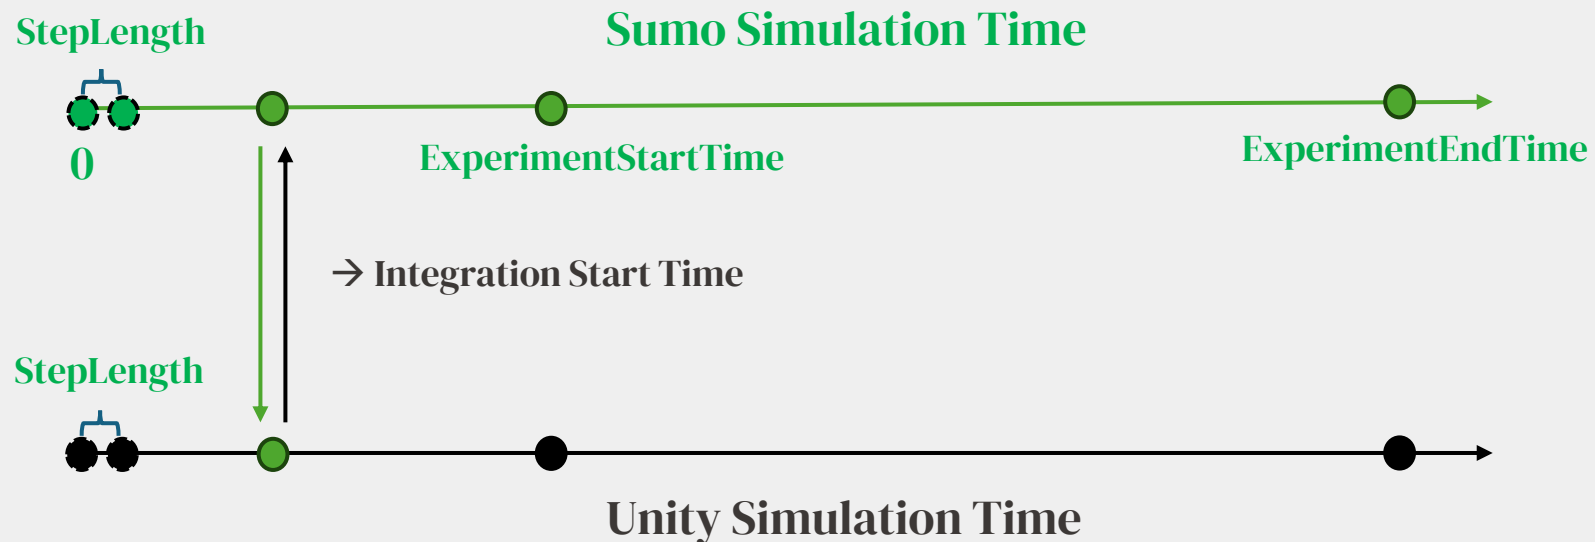 StepLength
Sumo Simulation Time
0
ExperimentStartTime
ExperimentEndTime
→ Integration Start Time
StepLength
Unity Simulation Time